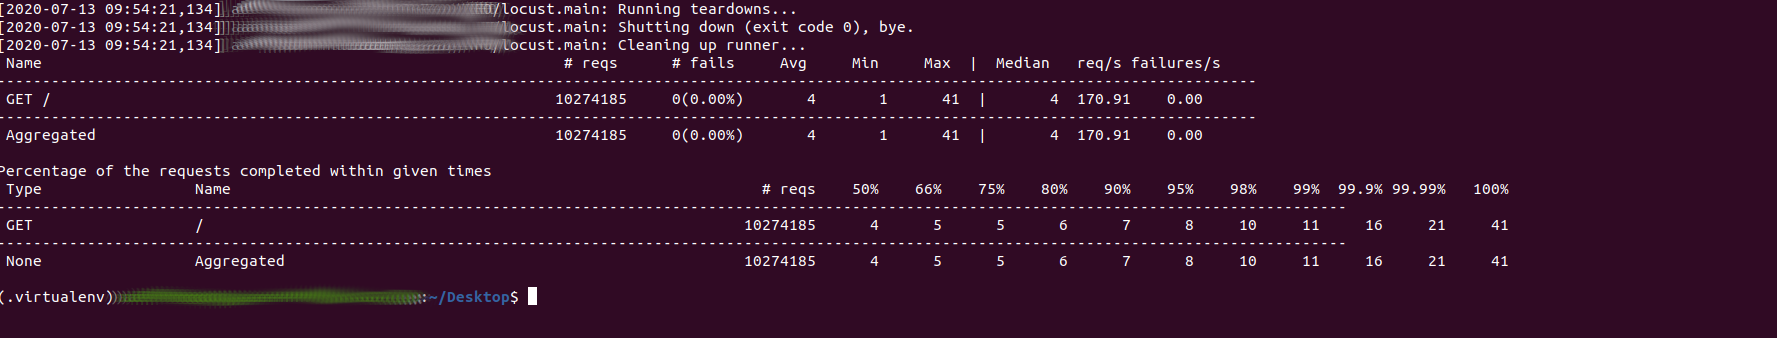 [2020-07-13 09:54:21,134] /locust.main: Running teardowns...
[2020-07-13 09:54:21,134] /locust.main: Shutting down (exit code 0), bye.
[2020-07-13 09:54:21,134] /locust.main: Cleaning up runner...
Name # reqs # fails Avg Min Max | Median req/s failures/s
--------------------------------------------------------------------------------------------------------------------------------------------
GET / 10274185 0(0.00%) 4 1 41 | 4 170.91 0.00
--------------------------------------------------------------------------------------------------------------------------------------------
Aggregated 10274185 0(0.00%) 4 1 41 | 4 170.91 0.00
Percentage of the requests completed within given times
Type Name # reqs 50% 66% 75% 80% 90% 95% 98% 99% 99.9% 99.99% 100%
------------------------------------------------------------------------------------------------------------------------------------------------------
GET / 10274185 4 5 5 6 7 8 10 11 16 21 41
------------------------------------------------------------------------------------------------------------------------------------------------------
None Aggregated 10274185 4 5 5 6 7 8 10 11 16 21 41
(.virtualenv) :~/Desktop$